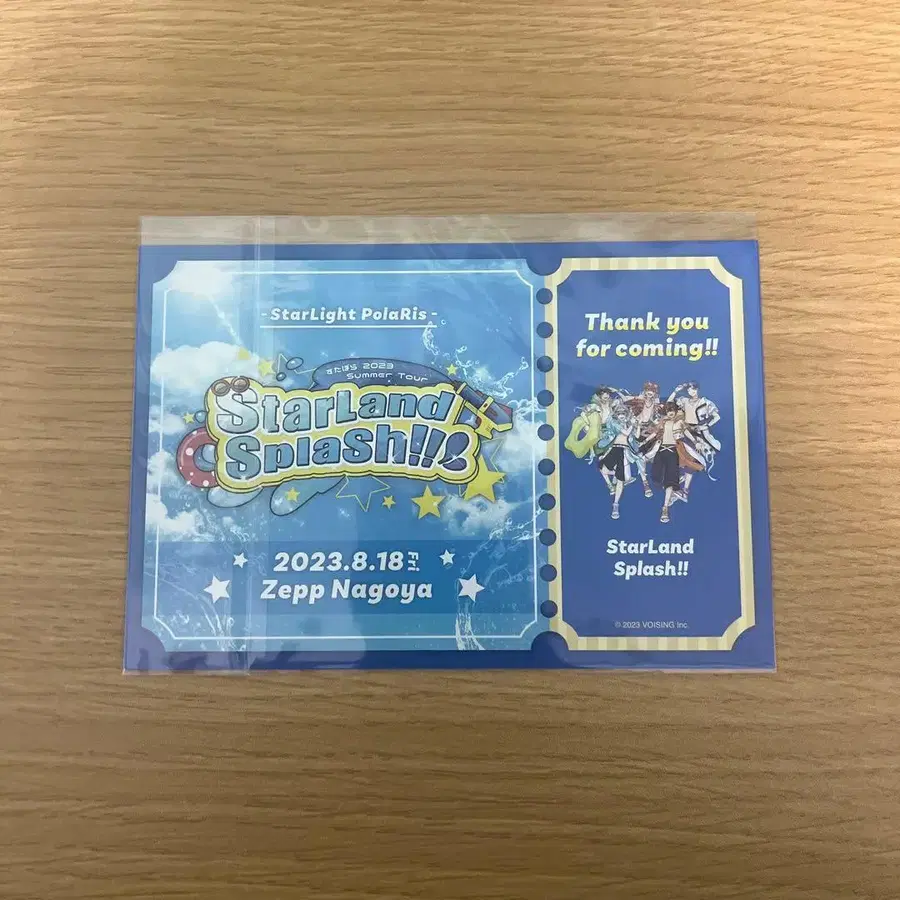 -StarLight PolaRis-
すたぽら 2023
Summer Tour
StarLand
Splash!!!
2023.8.18 Fri
Zepp Nagoya
Thank you
for coming!!
StarLand
Splash!!
© 2023 VOISING Inc.